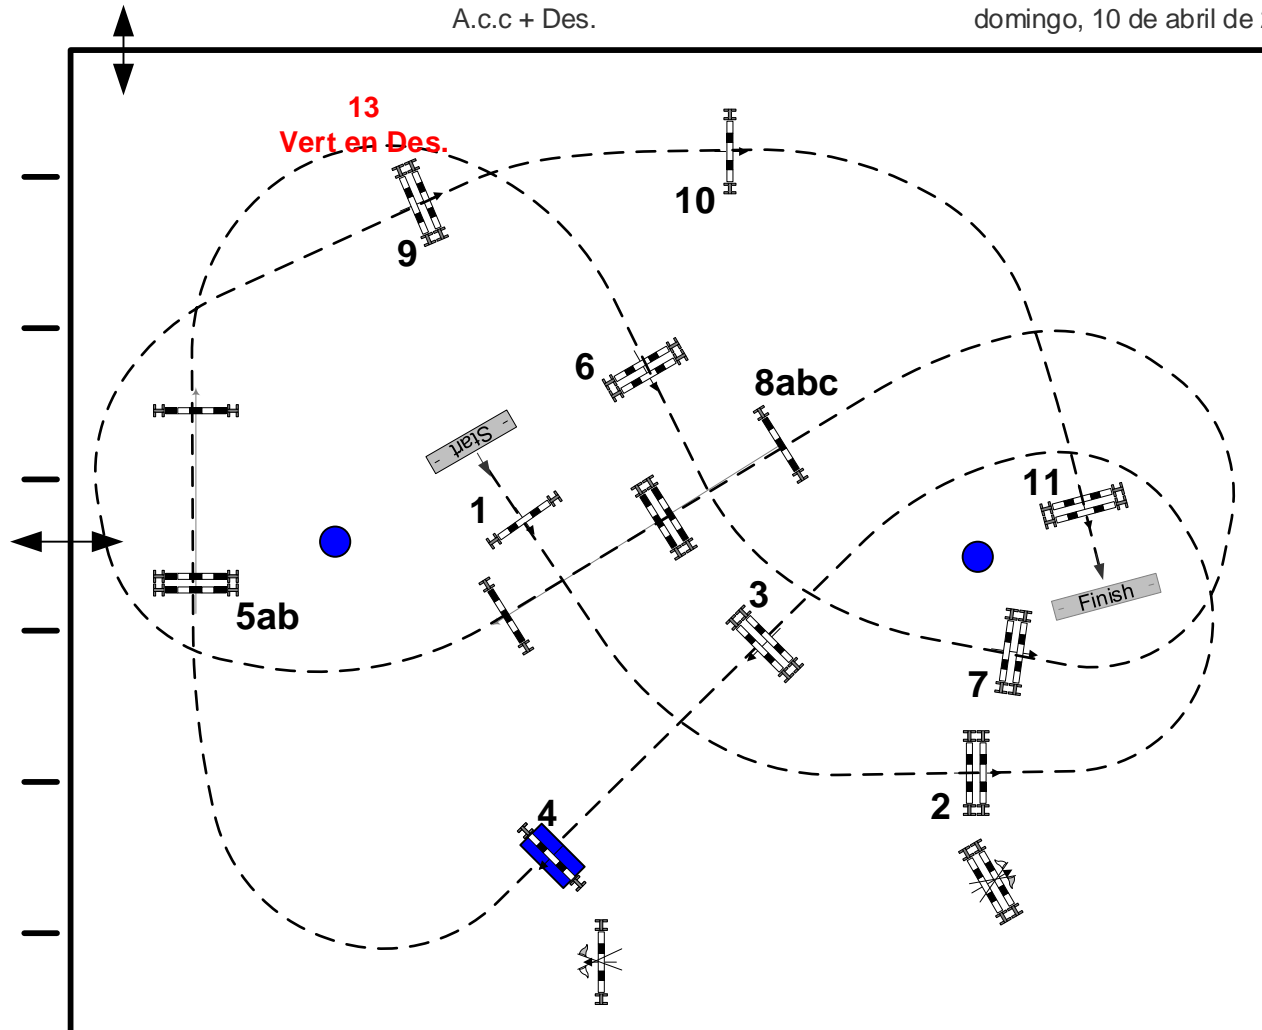 A.c.c + Des.
domingo, 10 de abril de
13
Vert en Des.
10
9
6
8abc
Start
1
11
Finish
3
5ab
7
2
4